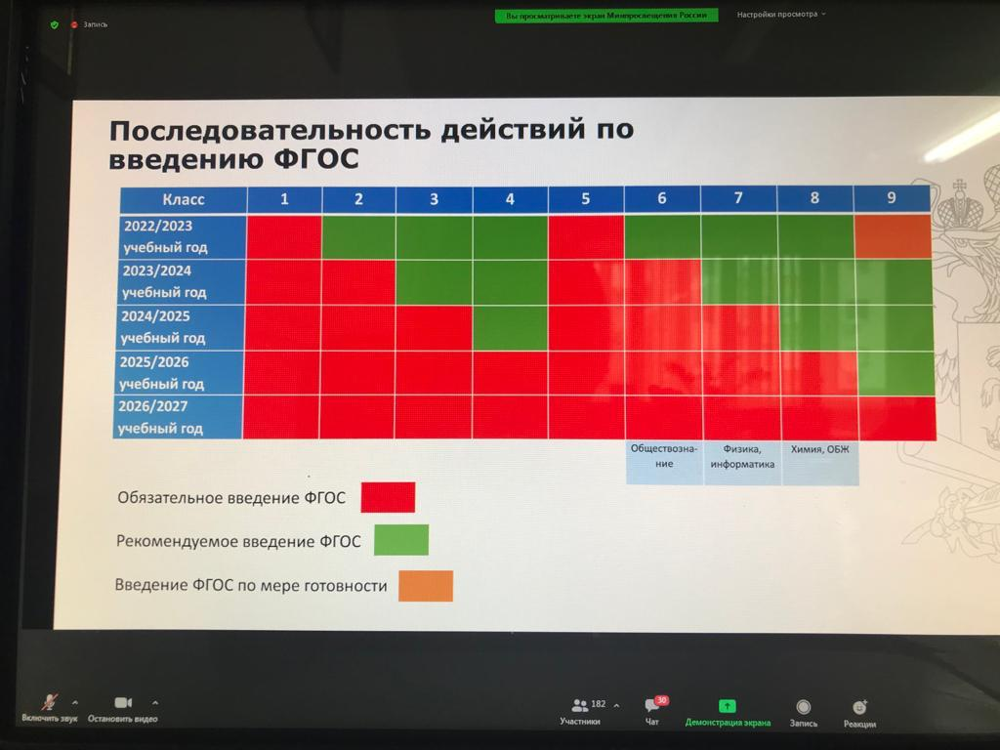 Запись
Вы просматриваете экран Минпросвещения России
Настройки просмотра
Последовательность действий по
введению ФГОС
Класс 1 2 3 4 5 6 7 8 9
2022/2023
учебный год
2023/2024
учебный год
2024/2025
учебный год
2025/2026
учебный год
2026/2027
учебный год
Обществозна-
ние
Физика,
информатика
Химия, ОБЖ
Обязательное введение ФГОС
Рекомендуемое введение ФГОС
Введение ФГОС по мере готовности
Включить звук
Остановить видео
182
Участники
30
Чат
Демонстрация экрана
Запись
Реакции